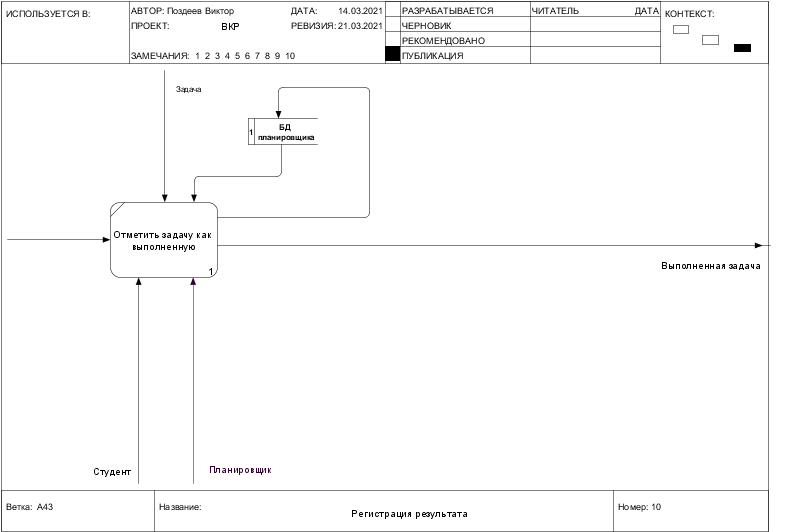 ИСПОЛЬЗУЕТСЯ В:
АВТОР: Поздеев Виктор
ДАТА: 14.03.2021
ПРОЕКТ: ВКР
РЕВИЗИЯ: 21.03.2021
ЗАМЕЧАНИЯ: 1 2 3 4 5 6 7 8 9 10
РАЗРАБАТЫВАЕТСЯ
ЧЕРНОВИК
РЕКОМЕНДОВАНО
ПУБЛИКАЦИЯ
ЧИТАТЕЛЬ ДАТА
КОНТЕКСТ:
Задача
1
БД
планировщика
Отметить задачу как
выполненную
1
Выполненная задача
Студент
Планировщик
Ветка: A43
Название:
Регистрация результата
Номер: 10